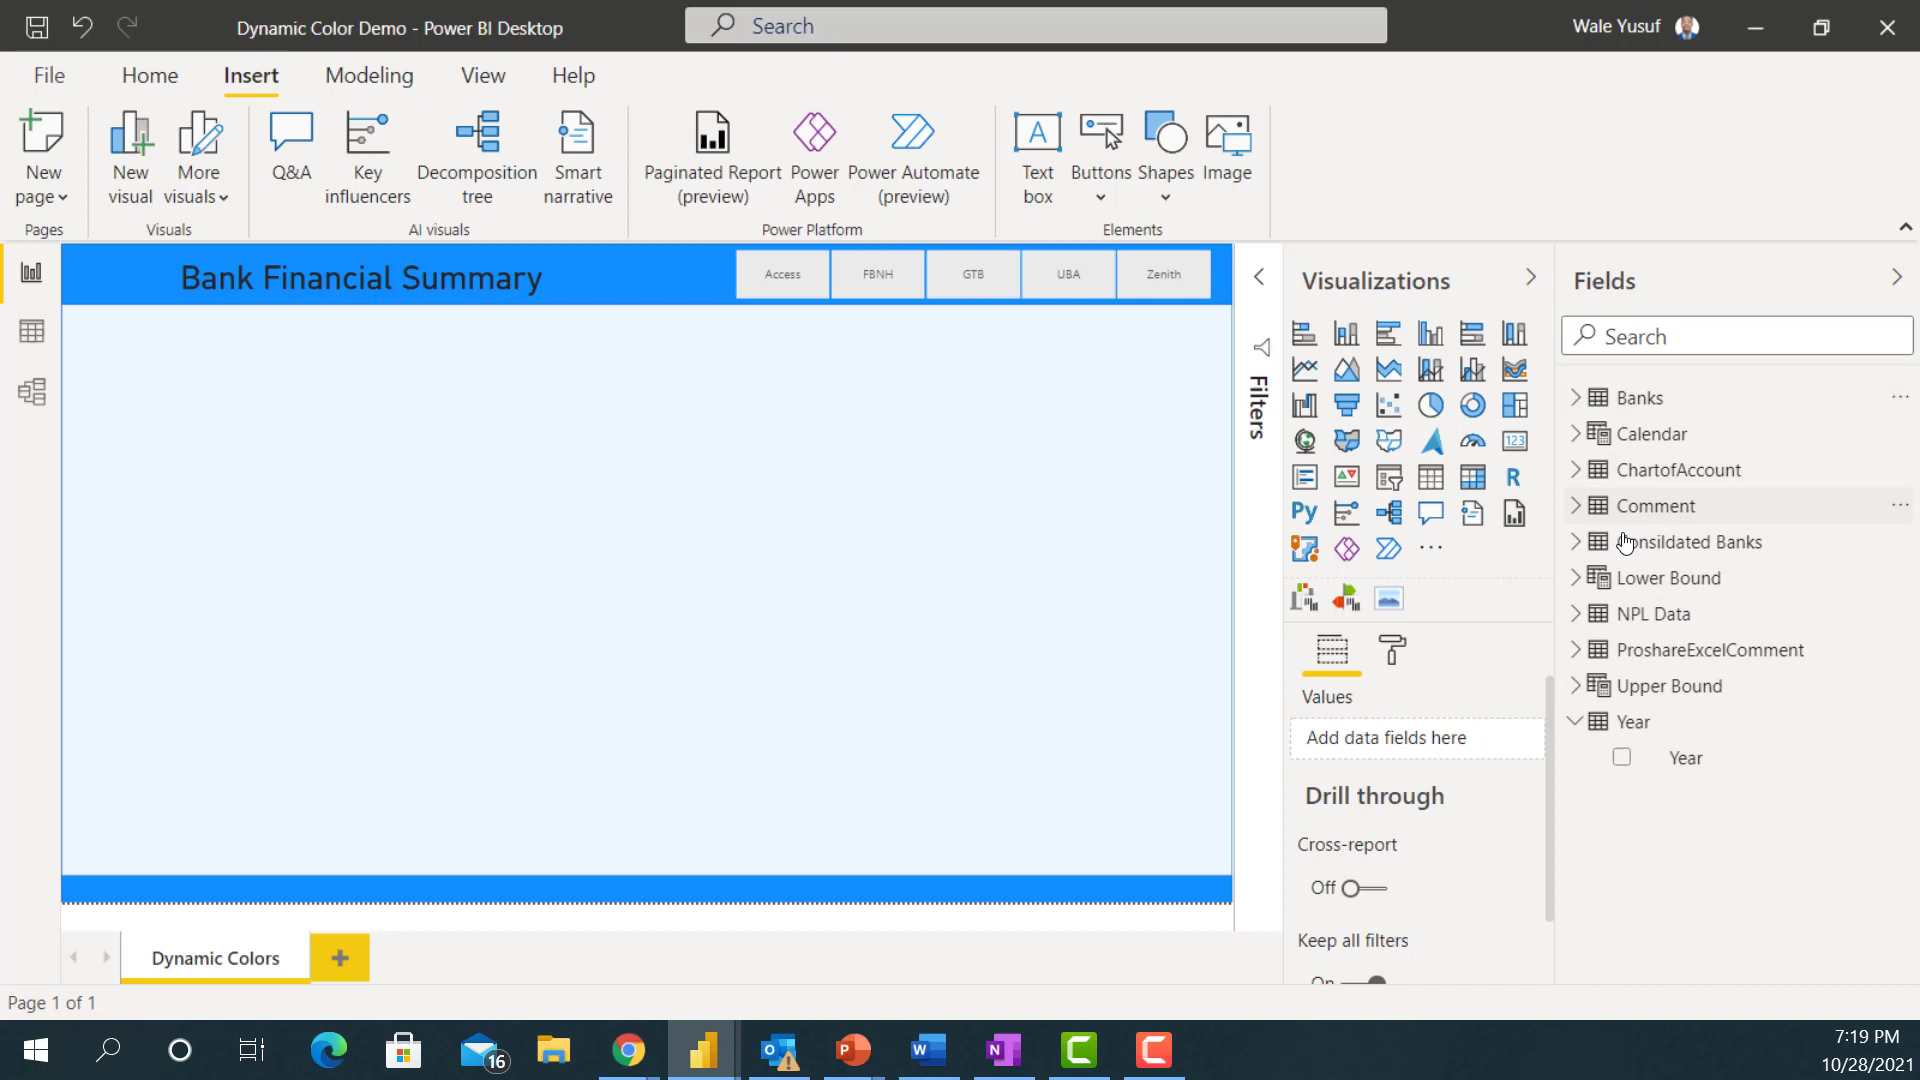 Dynamic Color Demo - Power BI Desktop
Search
Wale Yusuf
File
Home
Insert
Modeling
View
Help
New
page
New
visual
More
visuals
Q&A
Key
influencers
Decomposition
tree
Smart
narrative
Paginated Report
(preview)
Power
Apps
Power Automate
(preview)
Text
box
Buttons
Shapes
Image
Pages
Visuals
AI visuals
Power Platform
Elements
Bank Financial Summary
Access
FBNH
GTB
UBA
Zenith
Filters
Visualizations
123
R
Py
Values
Add data fields here
Drill through
Cross-report
Off
Keep all filters
On
Fields
Search
Banks
Calendar
ChartofAccount
Comment
onsildated Banks
Lower Bound
NPL Data
ProshareExcelComment
Upper Bound
Year
Year
Dynamic Colors
Page 1 of 1
16
7:19 PM
10/28/2021